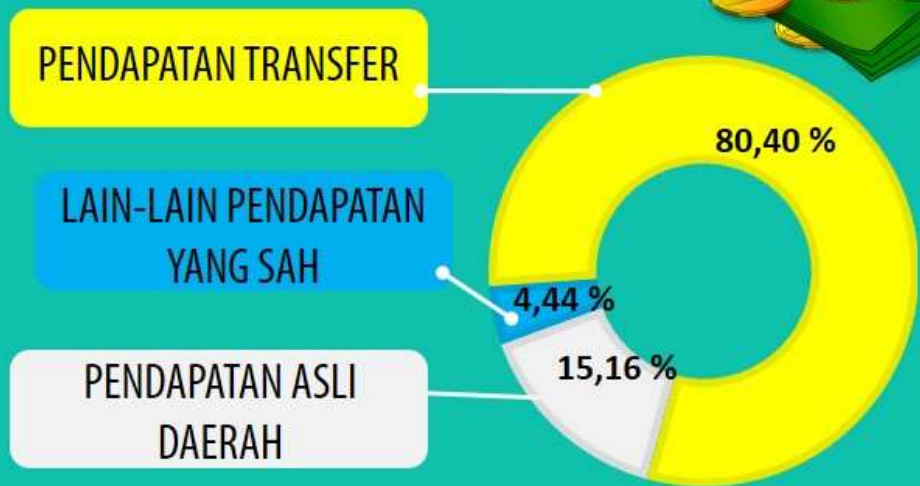 PENDAPATAN TRANSFER
80,40 %
LAIN-LAIN PENDAPATAN
YANG SAH
4,44 %
15,16 %
PENDAPATAN ASLI
DAERAH